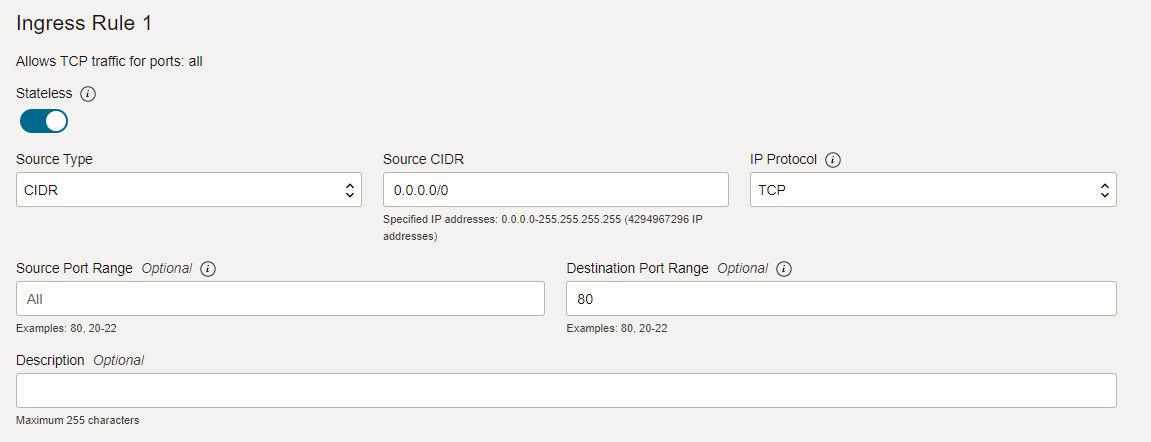 Ingress Rule 1
Allows TCP traffic for ports: all
Stateless
Source Type
Source CIDR
IP Protocol
CIDR
0.0.0.0/0
TCP
Specified IP addresses: 0.0.0.0-255.255.255.255 (4294967296 IP
addresses)
Source Port Range Optional
Destination Port Range Optional
All
80
Examples: 80, 20-22
Examples: 80, 20-22
Description Optional
Maximum 255 characters